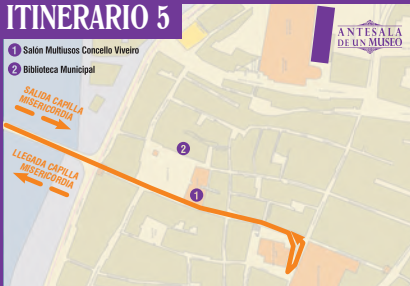 ITINERARIO 5
ANTESALA
DE UN MUSEO
1 Salón Multiusos Concello Viveiro
2 Biblioteca Municipal
SALIDA CAPILLA
MISERICORDIA
LLEGADA CAPILLA
MISERICORDIA
2
1